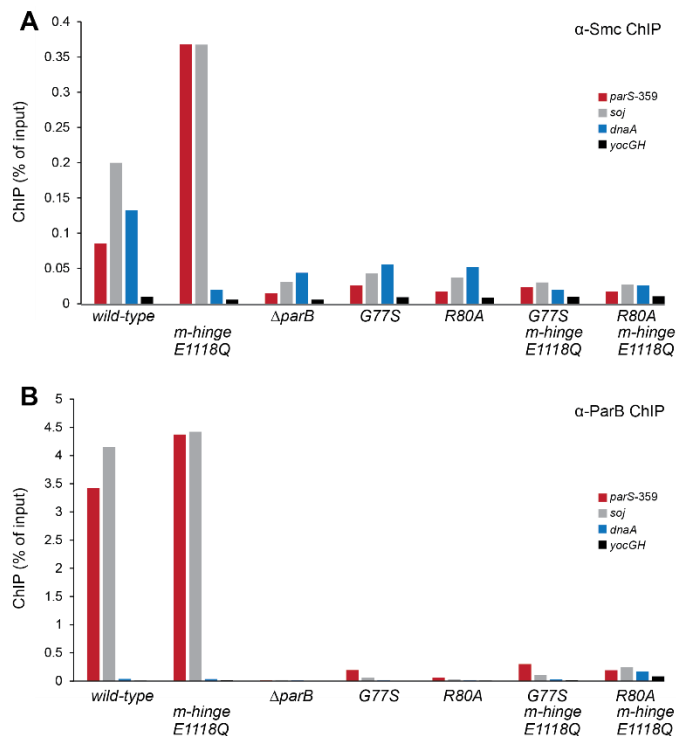 A
α-Smc ChIP
0.4
0.35
0.3
0.25
0.2
0.15
0.1
0.05
0
ChIP (% of input)
parS-359
soj
dnaA
yocGH
wild-type
m-hinge
E1118Q
ΔparB
G77S
R80A
G77S
m-hinge
E1118Q
R80A
m-hinge
E1118Q
B
α-ParB ChIP
5
4.5
4
4.5
3
2.5
2
1.5
1
0.5
0
ChIP (% of input)
parS-359
soj
dnaA
yocGH
wild-type
m-hinge
E1118Q
ΔparB
G77S
R80A
G77S
m-hinge
E1118Q
R80A
m-hinge
E1118Q